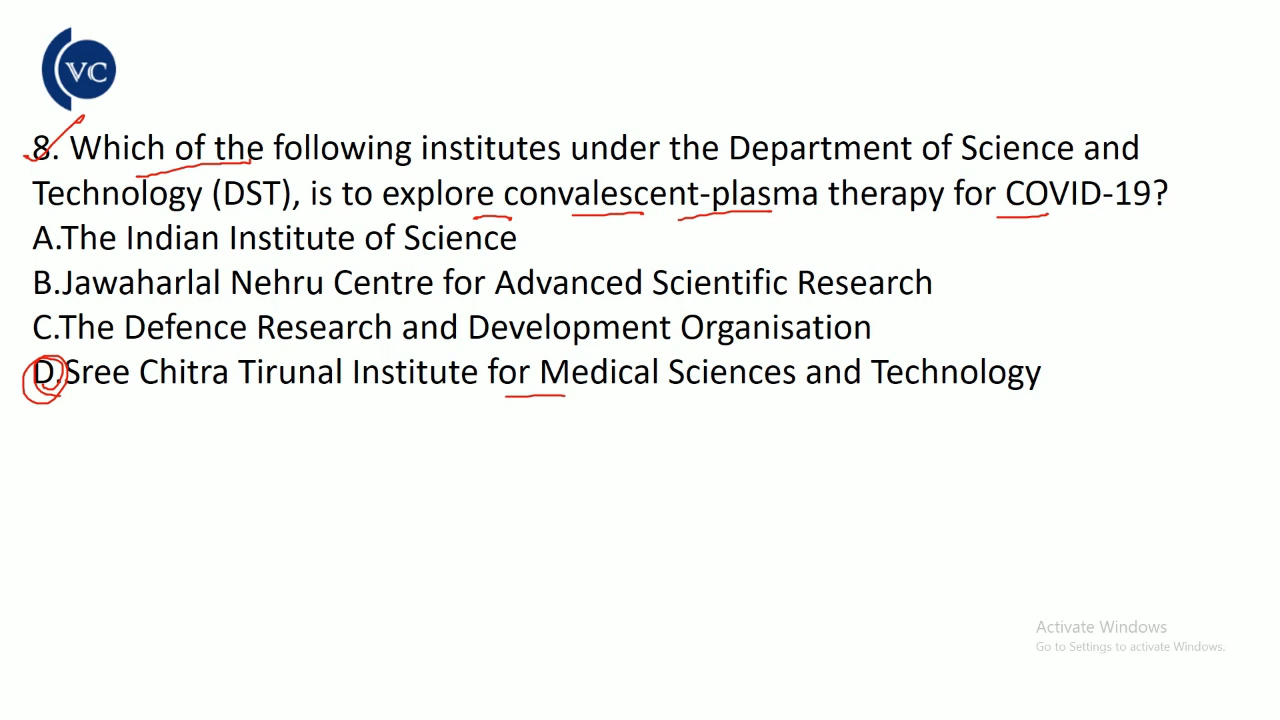 VC
8. Which of the following institutes under the Department of Science and
Technology (DST), is to explore convalescent-plasma therapy for COVID-19?
A.The Indian Institute of Science
B.Jawaharlal Nehru Centre for Advanced Scientific Research
C.The Defence Research and Development Organisation
D.Sree Chitra Tirunal Institute for Medical Sciences and Technology
Activate Windows
Go to Settings to activate Windows.